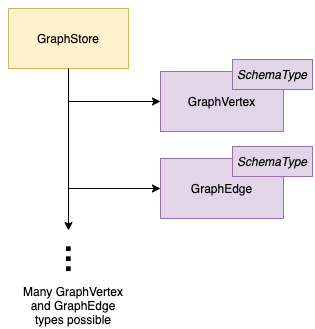 GraphStore
SchemaType
GraphVertex
SchemaType
GraphEdge
Many GraphVertex
and GraphEdge
types possible